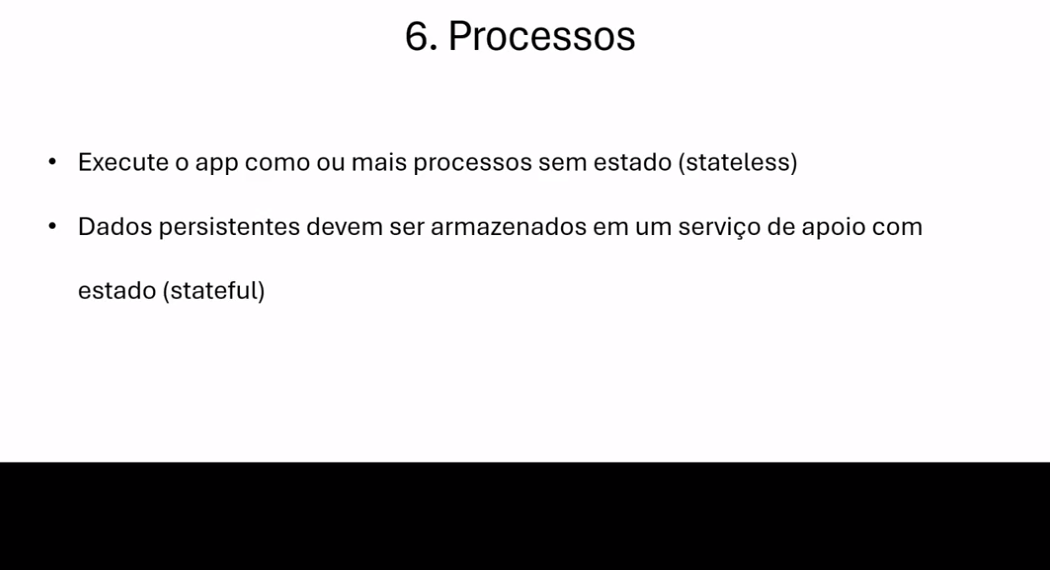 6. Processos
• Execute o app como ou mais processos sem estado (stateless)
• Dados persistentes devem ser armazenados em um serviço de apoio com
estado (stateful)